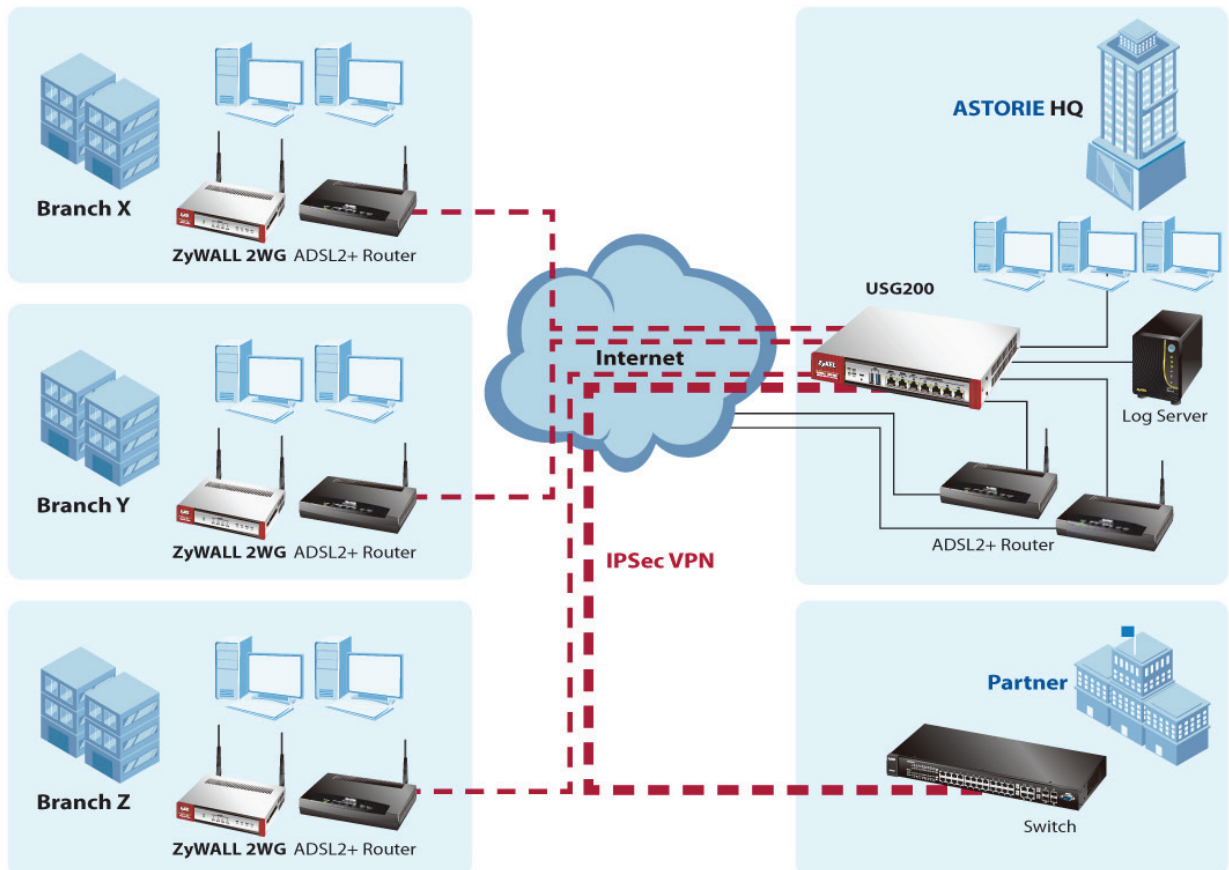 Branch X
ZyWALL 2WG ADSL2+ Router
Branch Y
ZyWALL 2WG ADSL2+ Router
Branch Z
ZyWALL 2WG ADSL2+ Router
Internet
IPSec VPN
ASTORIE HQ
USG200
ZyXEL
Log Server
ADSL2+ Router
Partner
Switch